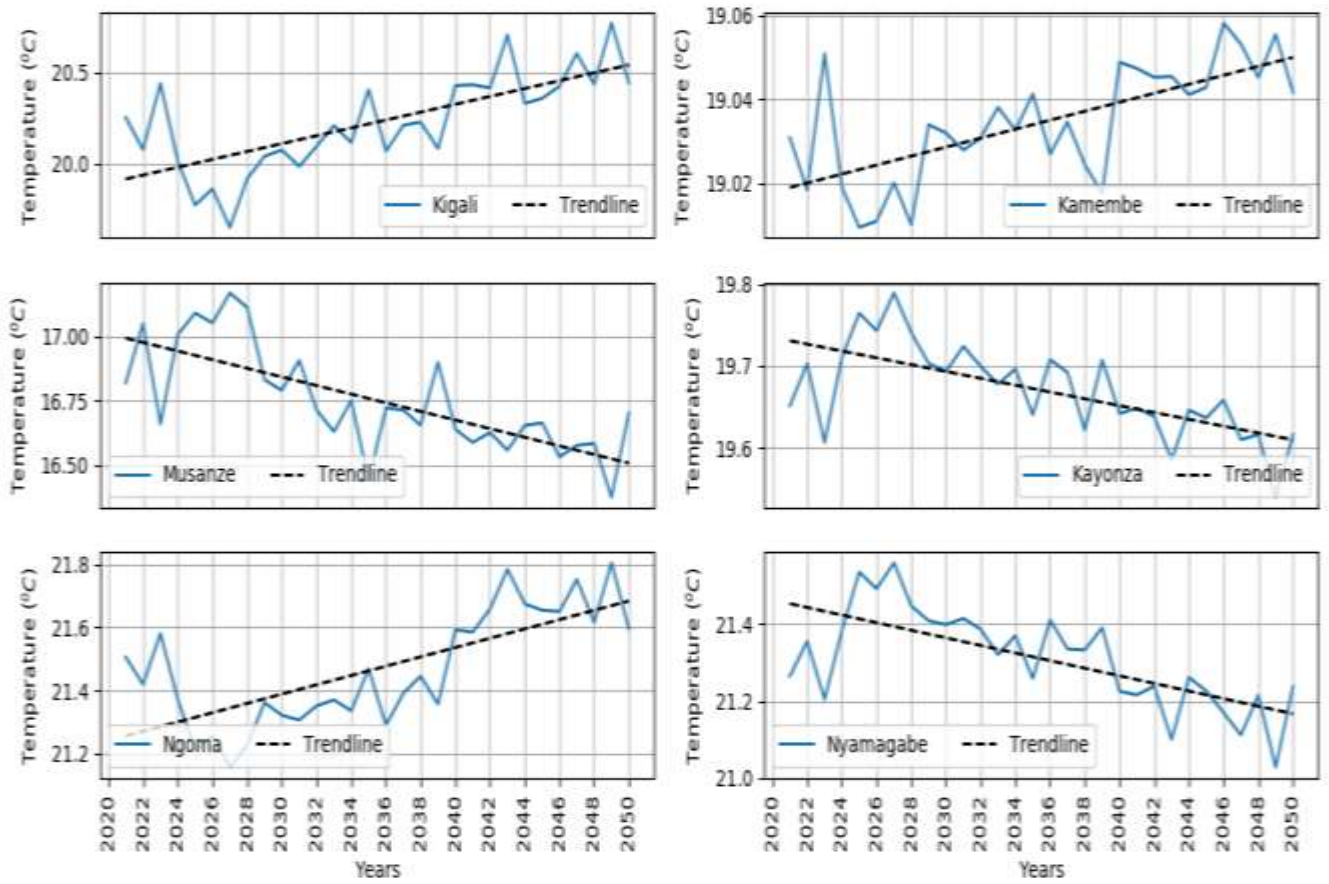 Temperature (°C)
20.5
20.0
Kigali Trendline
Temperature (°C)
19.06
19.04
19.02
Kamembe Trendline
Temperature (°C)
17.00
16.75
16.50
Musanze Trendline
Temperature (°C)
19.8
19.7
19.6
Kayonza Trendline
Temperature (°C)
21.8
21.6
21.4
21.2
Ngoma Trendline
2020 2022 2024 2026 2028 2030 2032 2034 2036 2038 2040 2042 2044 2046 2048 2050
Years
Temperature (°C)
21.4
21.2
21.0
Nyamagabe Trendline
2020 2022 2024 2026 2028 2030 2032 2034 2036 2038 2040 2042 2044 2046 2048 2050
Years